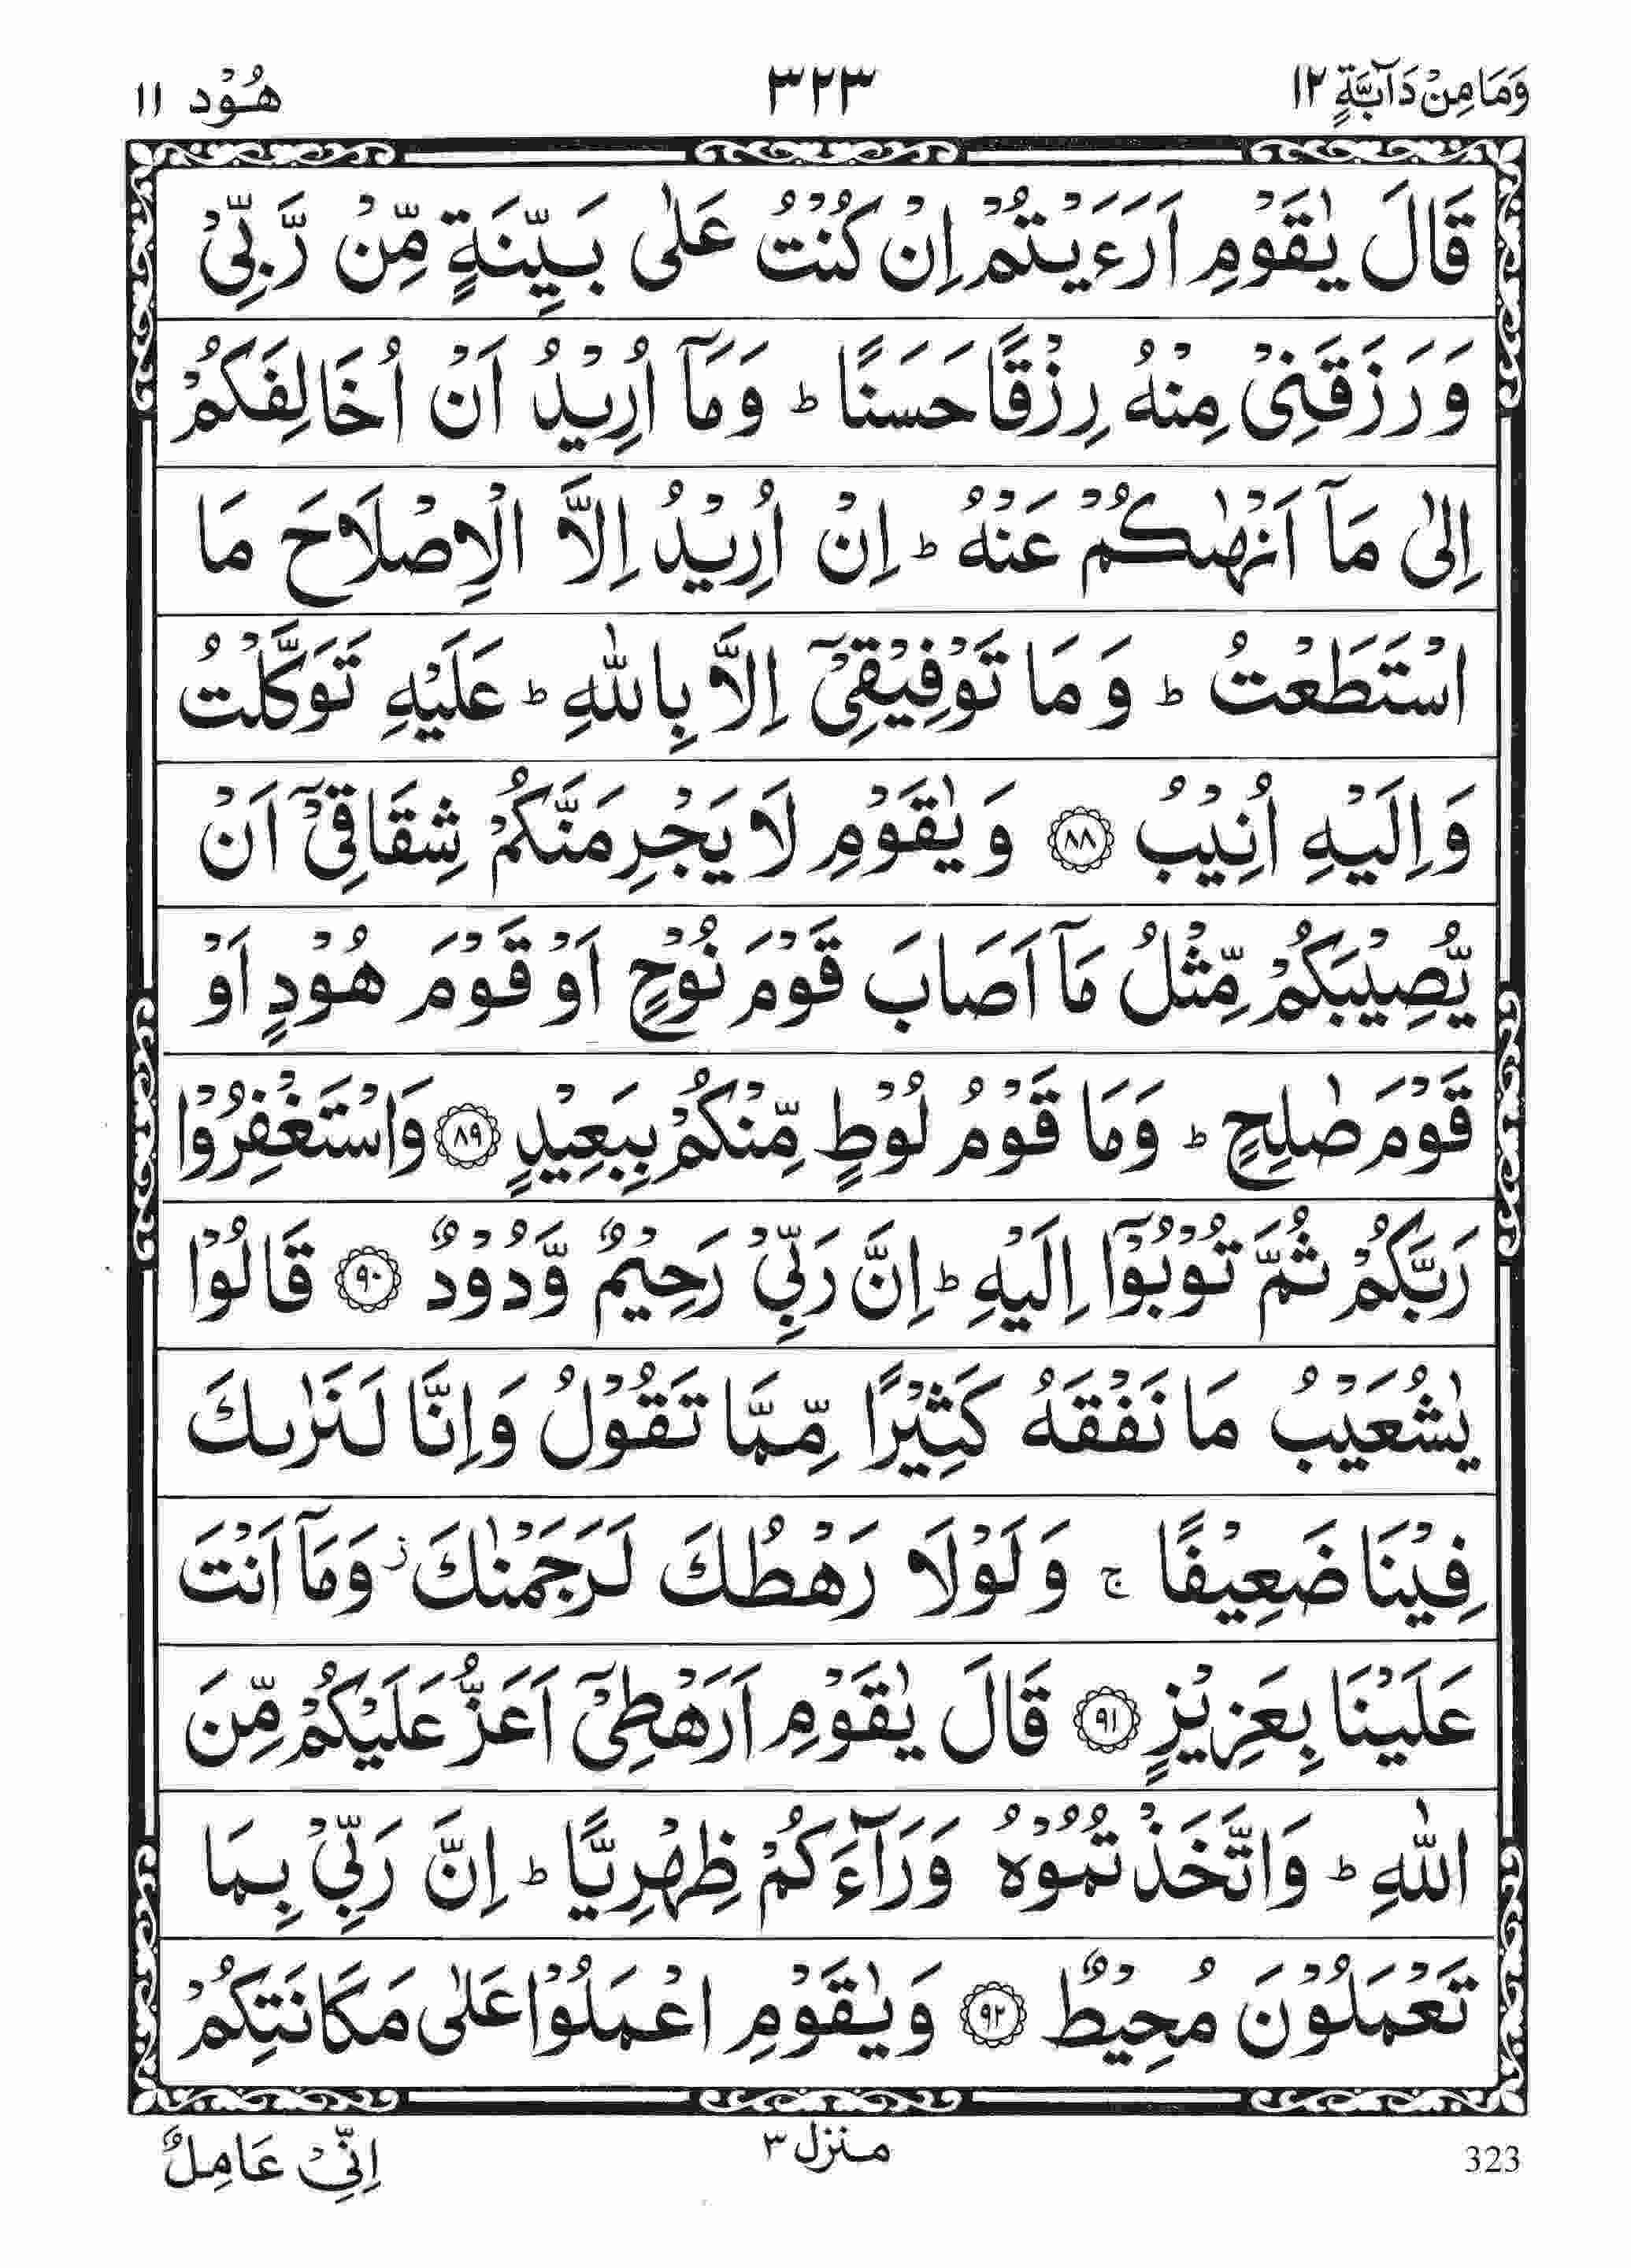 وَمَا مِنْ دَآبَّةٍ ١٢ ٣٢٣ هُوْد ١١
قَالَ يٰقَوْمِ اَرَءَيْتُمْ اِنْ كُنْتُ عَلٰى بَيِّنَةٍ مِّنْ رَّبِّيْ
وَرَزَقَنِيْ مِنْهُ رِزْقًا حَسَنًا ؕ وَمَآ اُرِيْدُ اَنْ اُخَالِفَكُمْ
اِلٰى مَآ اَنْهٰىكُمْ عَنْهُ ؕ اِنْ اُرِيْدُ اِلَّا الْاِصْلَاحَ مَا
اسْتَطَعْتُ ؕ وَمَا تَوْفِيْقِيْٓ اِلَّا بِاللّٰهِ ؕ عَلَيْهِ تَوَكَّلْتُ
وَاِلَيْهِ اُنِيْبُ ﴿٨٨﴾ وَيٰقَوْمِ لَا يَجْرِمَنَّكُمْ شِقَاقِيْٓ اَنْ
يُّصِيْبَكُمْ مِّثْلُ مَآ اَصَابَ قَوْمَ نُوْحٍ اَوْ قَوْمَ هُوْدٍ اَوْ
قَوْمَ صٰلِحٍ ؕ وَمَا قَوْمُ لُوْطٍ مِّنْكُمْ بِبَعِيْدٍ ﴿٨٩﴾ وَاسْتَغْفِرُوْا
رَبَّكُمْ ثُمَّ تُوْبُوْٓا اِلَيْهِ ؕ اِنَّ رَبِّيْ رَحِيْمٌ وَّدُوْدٌ ﴿٩٠﴾ قَالُوْا
يٰشُعَيْبُ مَا نَفْقَهُ كَثِيْرًا مِّمَّا تَقُوْلُ وَاِنَّا لَنَرٰىكَ
فِيْنَا ضَعِيْفًا ۚ وَلَوْلَا رَهْطُكَ لَرَجَمْنٰكَ ز وَمَآ اَنْتَ
عَلَيْنَا بِعَزِيْزٍ ﴿٩١﴾ قَالَ يٰقَوْمِ اَرَهْطِيْٓ اَعَزُّ عَلَيْكُمْ مِّنَ
اللّٰهِ ؕ وَاتَّخَذْتُمُوْهُ وَرَآءَكُمْ ظِهْرِيًّا ؕ اِنَّ رَبِّيْ بِمَا
تَعْمَلُوْنَ مُحِيْطٌ ﴿٩٢﴾ وَيٰقَوْمِ اعْمَلُوْا عَلٰى مَكَانَتِكُمْ
323 منزل ٣ اِنِّيْ عَامِلٌ